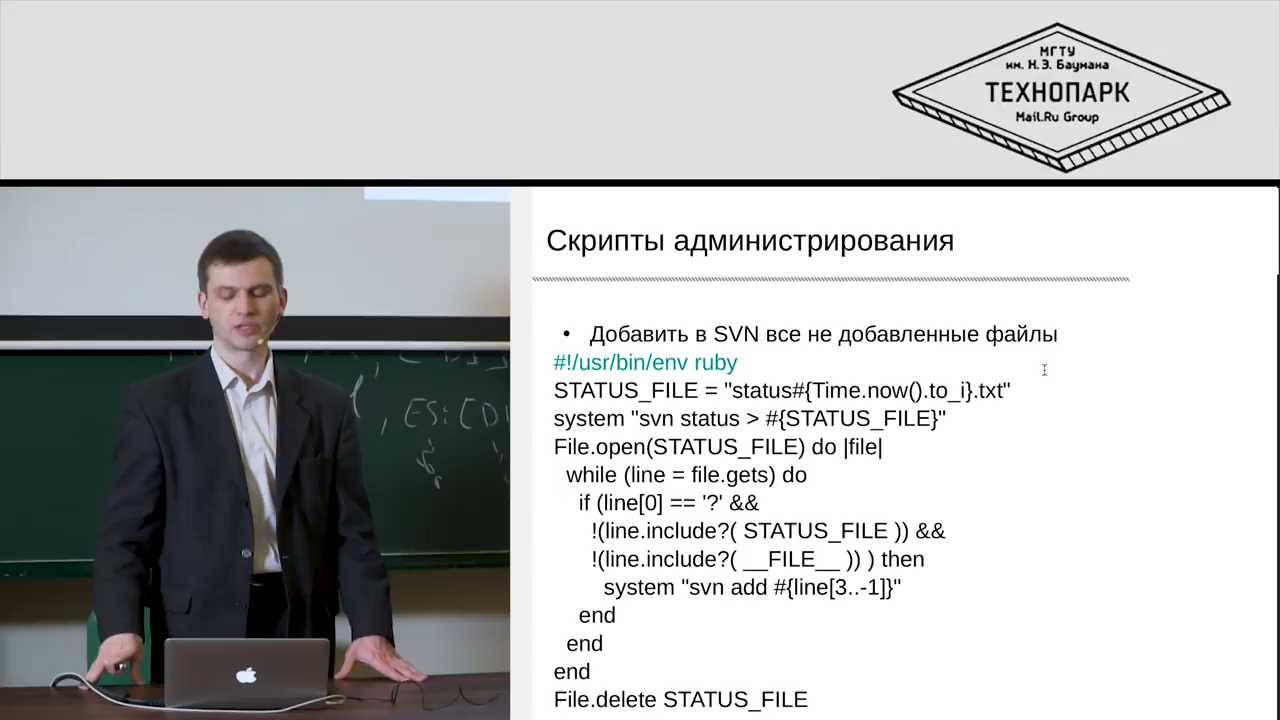 МГТУ
им. Н.Э. Баумана
ТЕХНОПАРК
Mail.Ru Group
Скрипты администрирования
• Добавить в SVN все не добавленные файлы
#!/usr/bin/env ruby
STATUS_FILE = "status#{Time.now().to_i}.txt"
system "svn status > #{STATUS_FILE}"
File.open(STATUS_FILE) do |file|
while (line = file.gets) do
if (line[0] == '?' &&
!(line.include?( STATUS_FILE )) &&
!(line.include?( __FILE__ )) ) then
system "svn add #{line[3..-1]}"
end
end
end
File.delete STATUS_FILE